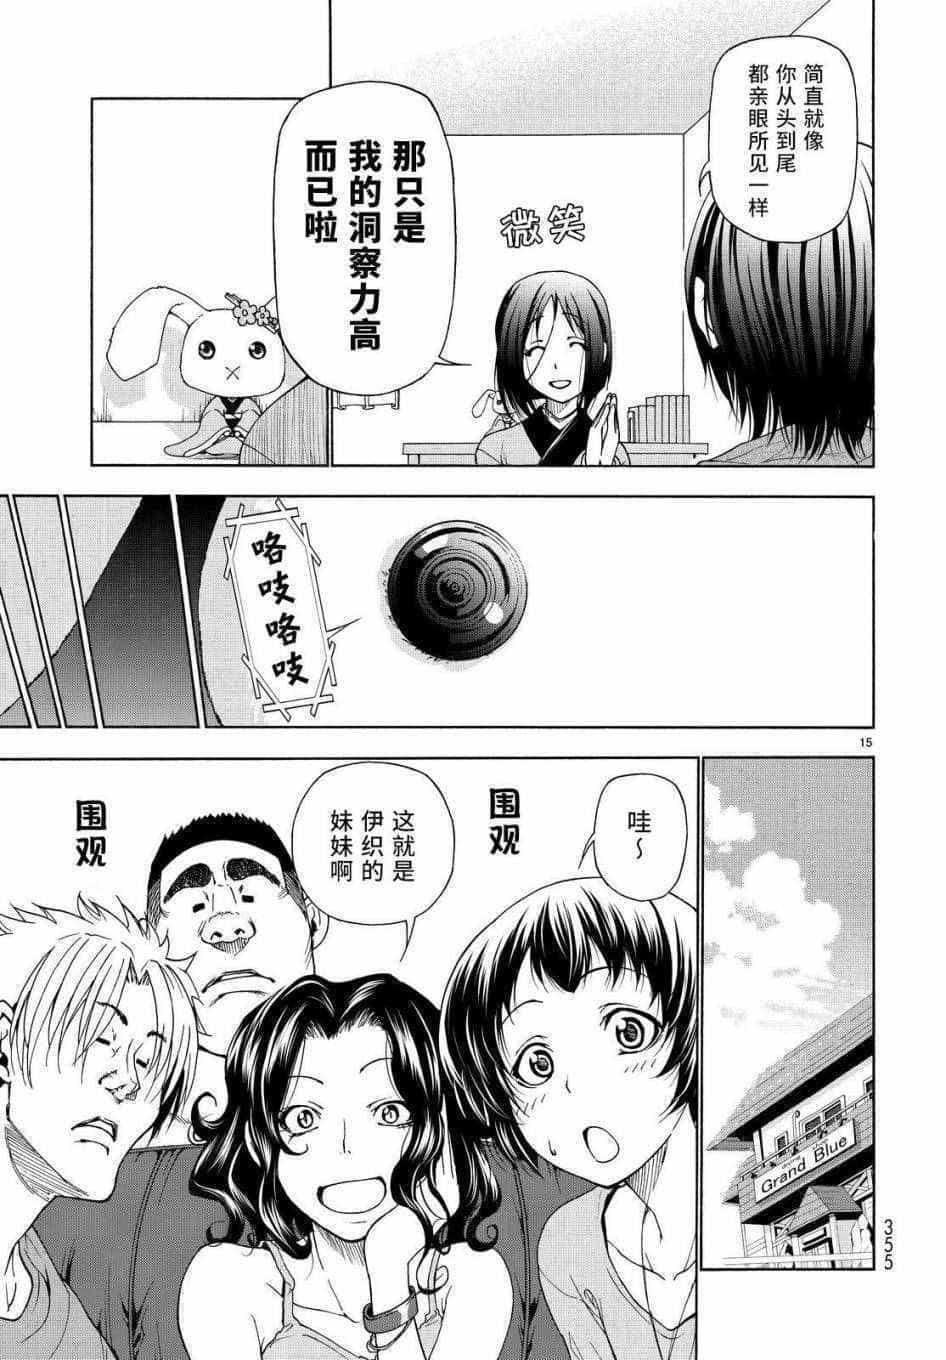 简直就像
你从头到尾
都亲眼所见一样
微笑
那只是
我的洞察力高
而已啦
咯吱咯吱
15
哇～
Diving shop
Grand Blue
围观
这就是
伊织的
妹妹啊
围观
355